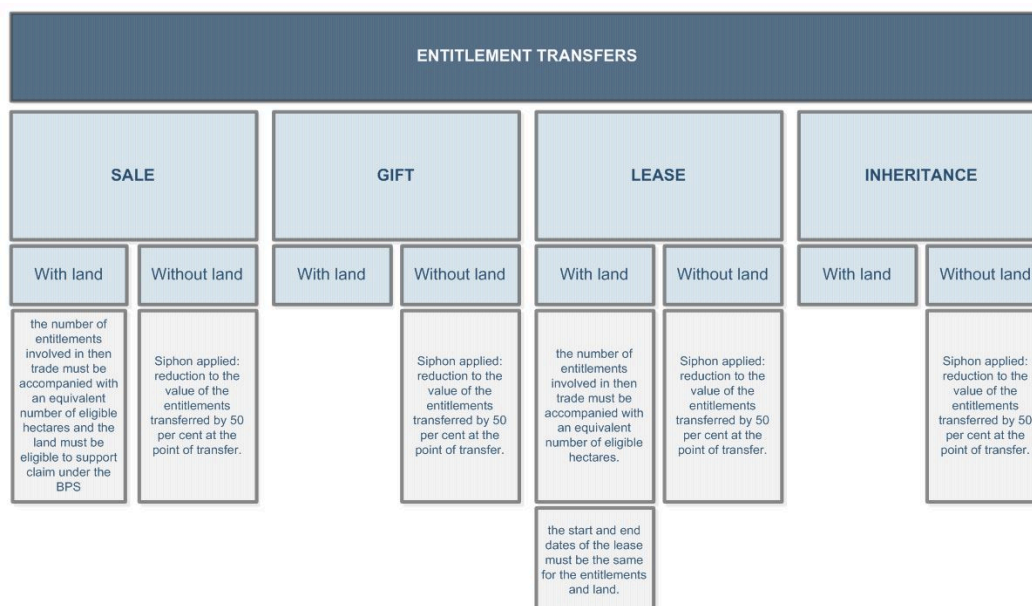 ENTITLEMENT TRANSFERS
SALE
GIFT
LEASE
INHERITANCE
With land
Without land
With land
Without land
With land
Without land
With land
Without land
the number of
entitlements
involved in then
trade must be
accompanied with
an equivalent
number of eligible
hectares and the
land must be
eligible to support
claim under the
BPS
Siphon applied:
reduction to the
value of the
entitlements
transferred by 50
per cent at the
point of transfer.
Siphon applied:
reduction to the
value of the
entitlements
transferred by 50
per cent at the
point of transfer.
the number of
entitlements
involved in then
trade must be
accompanied with
an equivalent
number of eligible
hectares.
Siphon applied:
reduction to the
value of the
entitlements
transferred by 50
per cent at the
point of transfer.
Siphon applied:
reduction to the
value of the
entitlements
transferred by 50
per cent at the
point of transfer.
the start and end
dates of the lease
must be the same
for the entitlements
and land.